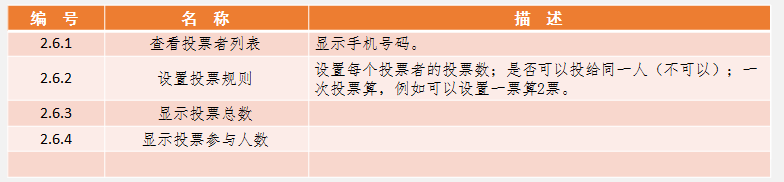 编 号 名 称 描 述
2.6.1 查看投票者列表 显示手机号码。
2.6.2 设置投票规则 设置每个投票者的投票数；是否可以投给同一人（不可以）；一
次投票算，例如可以设置一票算2票。
2.6.3 显示投票总数
2.6.4 显示投票参与人数